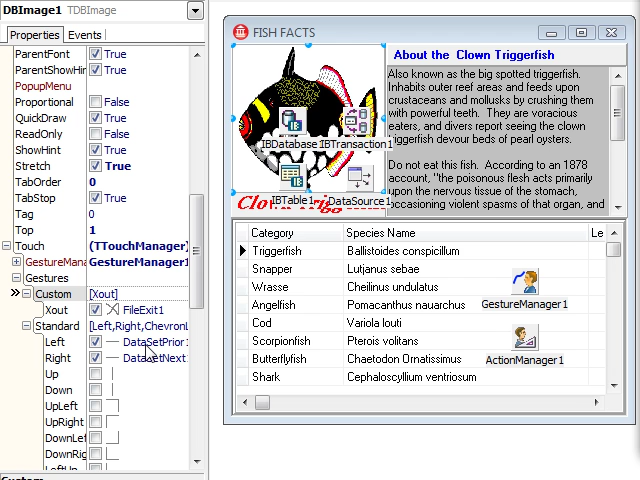 DBImage1 TDBImage
Properties Events
ParentFont True
ParentShowHin True
PopupMenu
Proportional False
QuickDraw True
ReadOnly False
ShowHint True
Stretch True
TabOrder 0
TabStop True
Tag 0
Top 1
Touch (TTouchManager)
GestureMana GestureManager1
Gestures
Custom [Xout]
Xout FileExit1
Standard [Left,Right,ChevronL
Left DataSetPrior1
Right DataSetNext1
Up
Down
UpLeft
UpRight
DownLef
DownRig
LeftUp
Custom
FISH FACTS
About the Clown Triggerfish
Also known as the big spotted triggerfish.
Inhabits outer reef areas and feeds upon
crustaceans and mollusks by crushing them
with powerful teeth. They are voracious
eaters, and divers report seeing the clown
triggerfish devour beds of pearl oysters.
Do not eat this fish. According to an 1878
account, "the poisonous flesh acts primarily
upon the nervous tissue of the stomach,
occasioning violent spasms of that organ, and
IBDatabase1 IBTransaction1
IBTable1 DataSource1
Category Species Name Le
Triggerfish Ballistoides conspicillum
Snapper Lutjanus sebae
Wrasse Cheilinus undulatus
Angelfish Pomacanthus nauarchus
Cod Variola louti
Scorpionfish Pterois volitans
Butterflyfish Chaetodon Ornatissimus
Shark Cephaloscyllium ventriosum
GestureManager1
ActionManager1